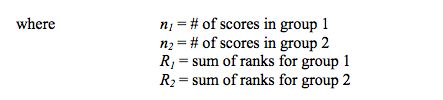 where n₁ = # of scores in group 1
n₂ = # of scores in group 2
R₁ = sum of ranks for group 1
R₂ = sum of ranks for group 2